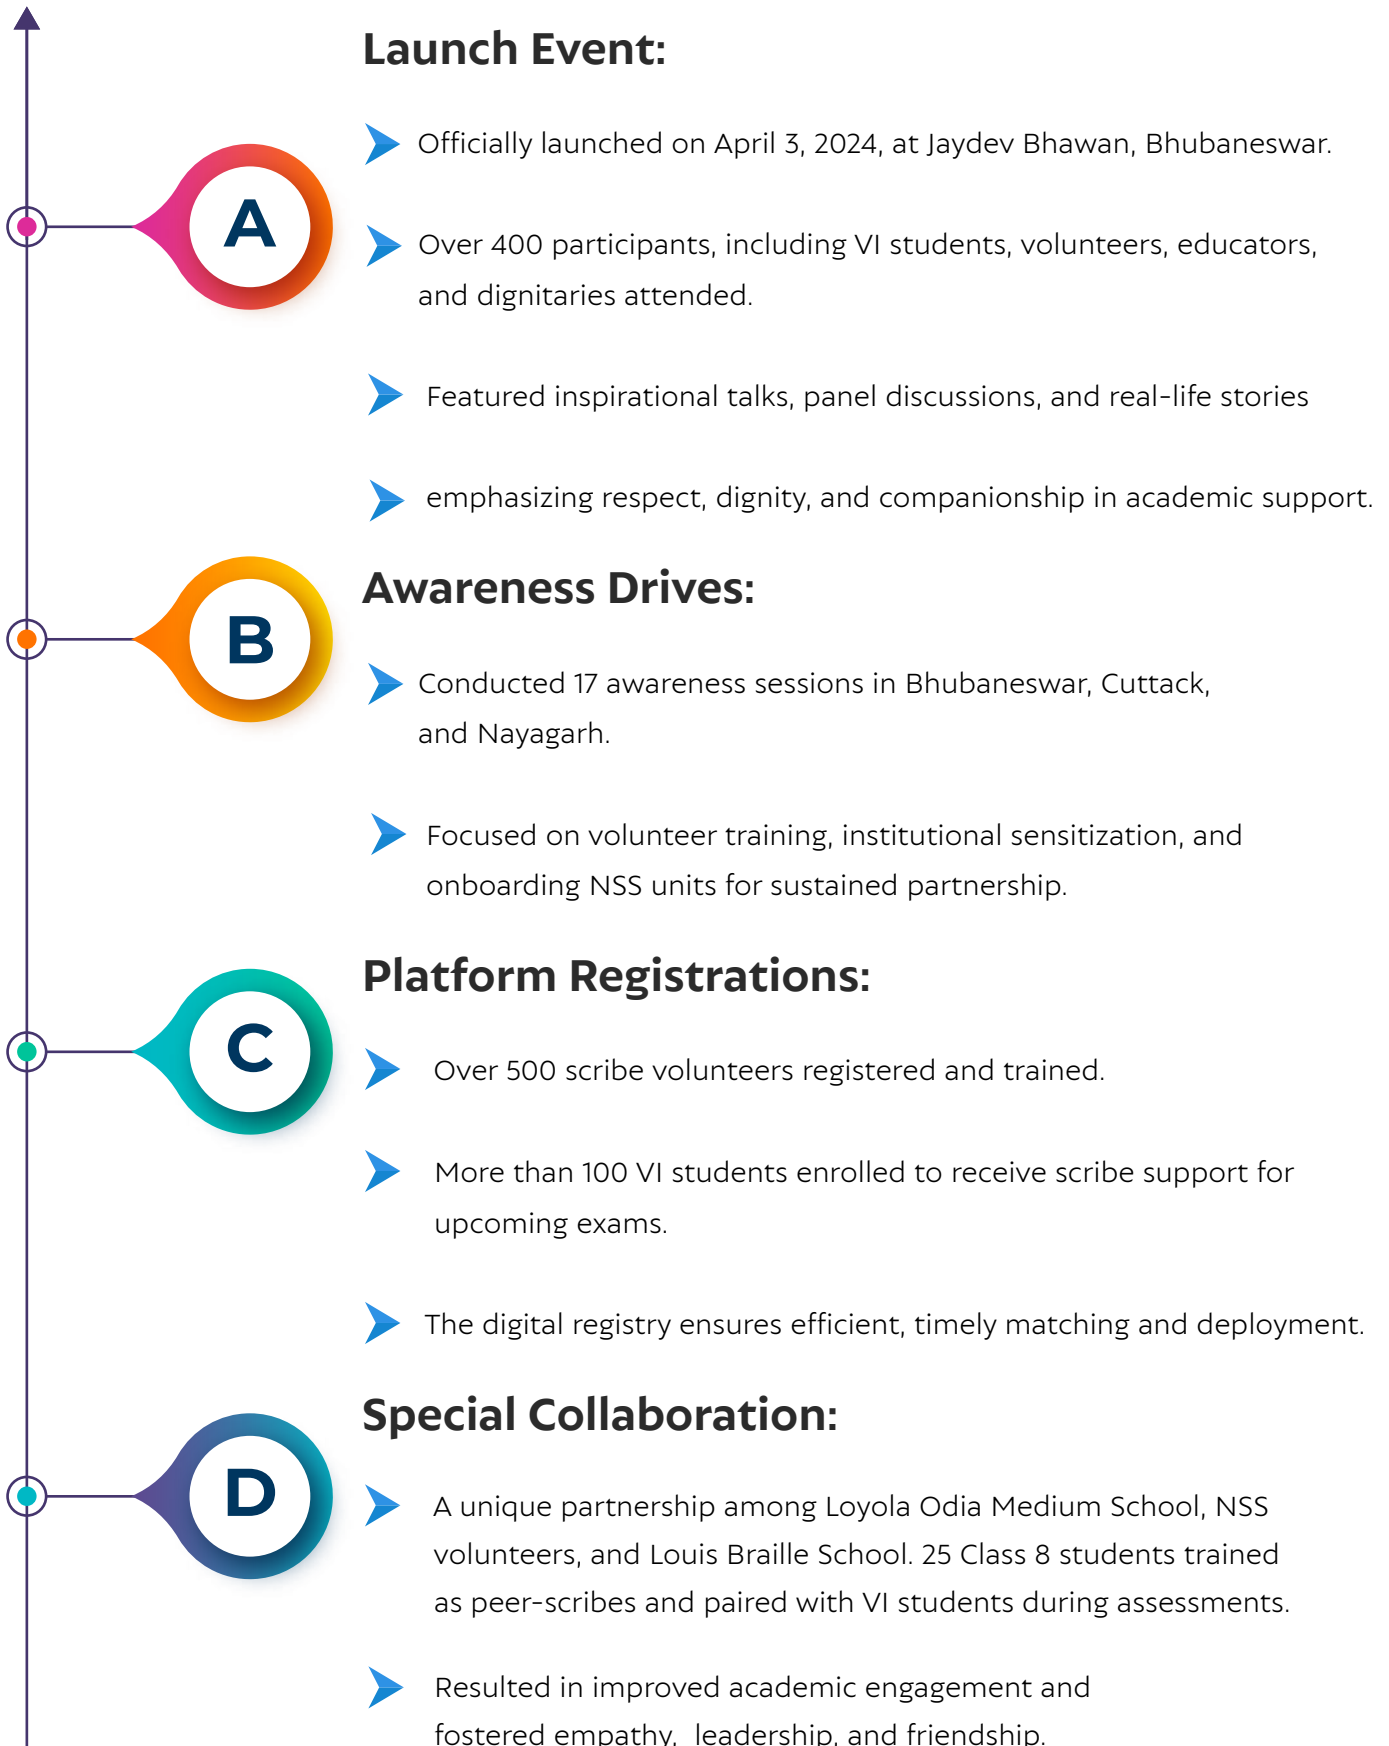 Launch Event:
Officially launched on April 3, 2024, at Jaydev Bhawan, Bhubaneswar.
A
Over 400 participants, including VI students, volunteers, educators,
and dignitaries attended.
Featured inspirational talks, panel discussions, and real-life stories
emphasizing respect, dignity, and companionship in academic support.
Awareness Drives:
B
Conducted 17 awareness sessions in Bhubaneswar, Cuttack,
and Nayagarh.
Focused on volunteer training, institutional sensitization, and
onboarding NSS units for sustained partnership.
Platform Registrations:
C
Over 500 scribe volunteers registered and trained.
More than 100 VI students enrolled to receive scribe support for
upcoming exams.
The digital registry ensures efficient, timely matching and deployment.
Special Collaboration:
D
A unique partnership among Loyola Odia Medium School, NSS
volunteers, and Louis Braille School. 25 Class 8 students trained
as peer-scribes and paired with VI students during assessments.
Resulted in improved academic engagement and
fostered empathy, leadership, and friendship.